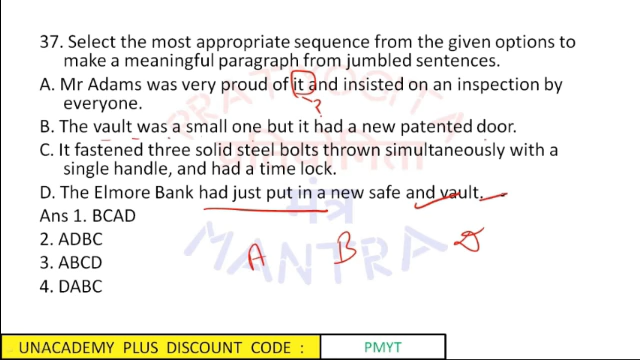 37. Select the most appropriate sequence from the given options to
make a meaningful paragraph from jumbled sentences.
A. Mr Adams was very proud of it and insisted on an inspection by
everyone.
?
B. The vault was a small one but it had a new patented door.
C. It fastened three solid steel bolts thrown simultaneously with a
single handle, and had a time lock.
D. The Elmore Bank had just put in a new safe and vault.
Ans 1. BCAD
2. ADBC
3. ABCD
4. DABC
A B D
PRATIYOGITA
प्रतियोगिता
मंत्र
MANTRA
UNACADEMY PLUS DISCOUNT CODE : PMYT